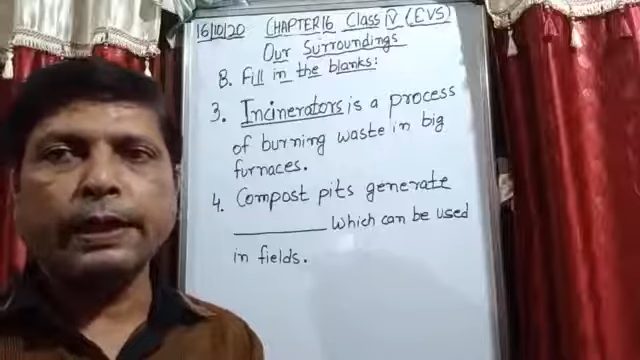 16/10/20 CHAPTER 16 Class IV (EVS)
Our Surroundings
B. Fill in the blanks:
3. Incinerators is a process
of burning waste in big
furnaces.
4. Compost pits generate
________ which can be used
in fields.